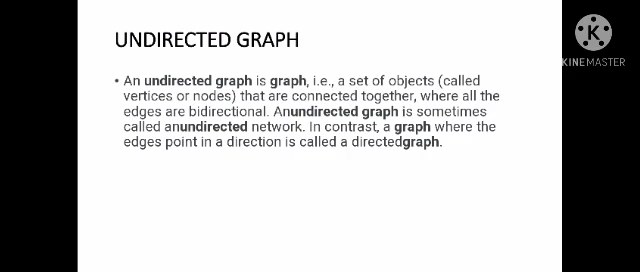 UNDIRECTED GRAPH
K
KINEMASTER
• An undirected graph is graph, i.e., a set of objects (called
vertices or nodes) that are connected together, where all the
edges are bidirectional. Anundirected graph is sometimes
called anundirected network. In contrast, a graph where the
edges point in a direction is called a directedgraph.